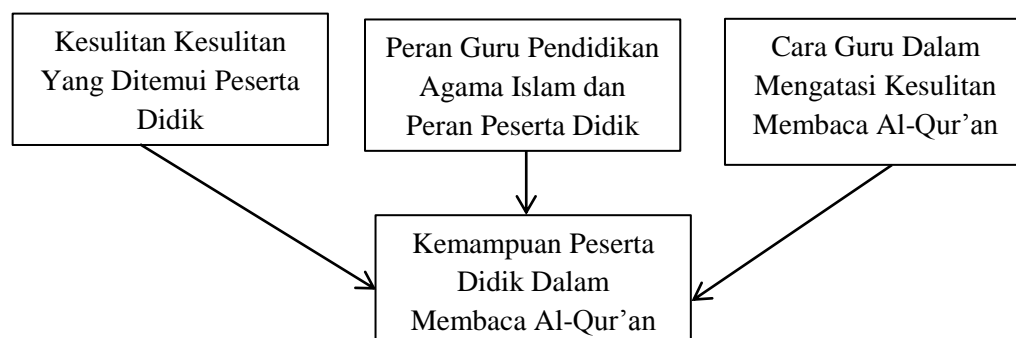 Kesulitan Kesulitan
Yang Ditemui Peserta
Didik
Peran Guru Pendidikan
Agama Islam dan
Peran Peserta Didik
Cara Guru Dalam
Mengatasi Kesulitan
Membaca Al-Qur’an
Kemampuan Peserta
Didik Dalam
Membaca Al-Qur’an